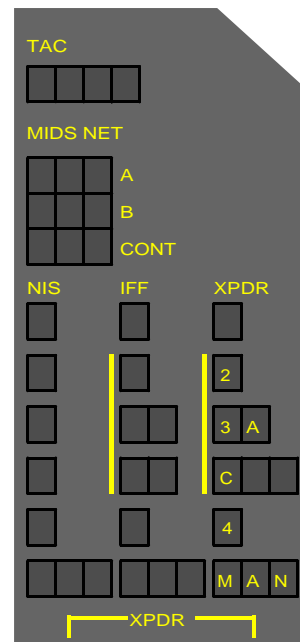 TAC
MIDS NET
A
B
CONT
NIS IFF XPDR
2
3 A
C
4
M A N
XPDR